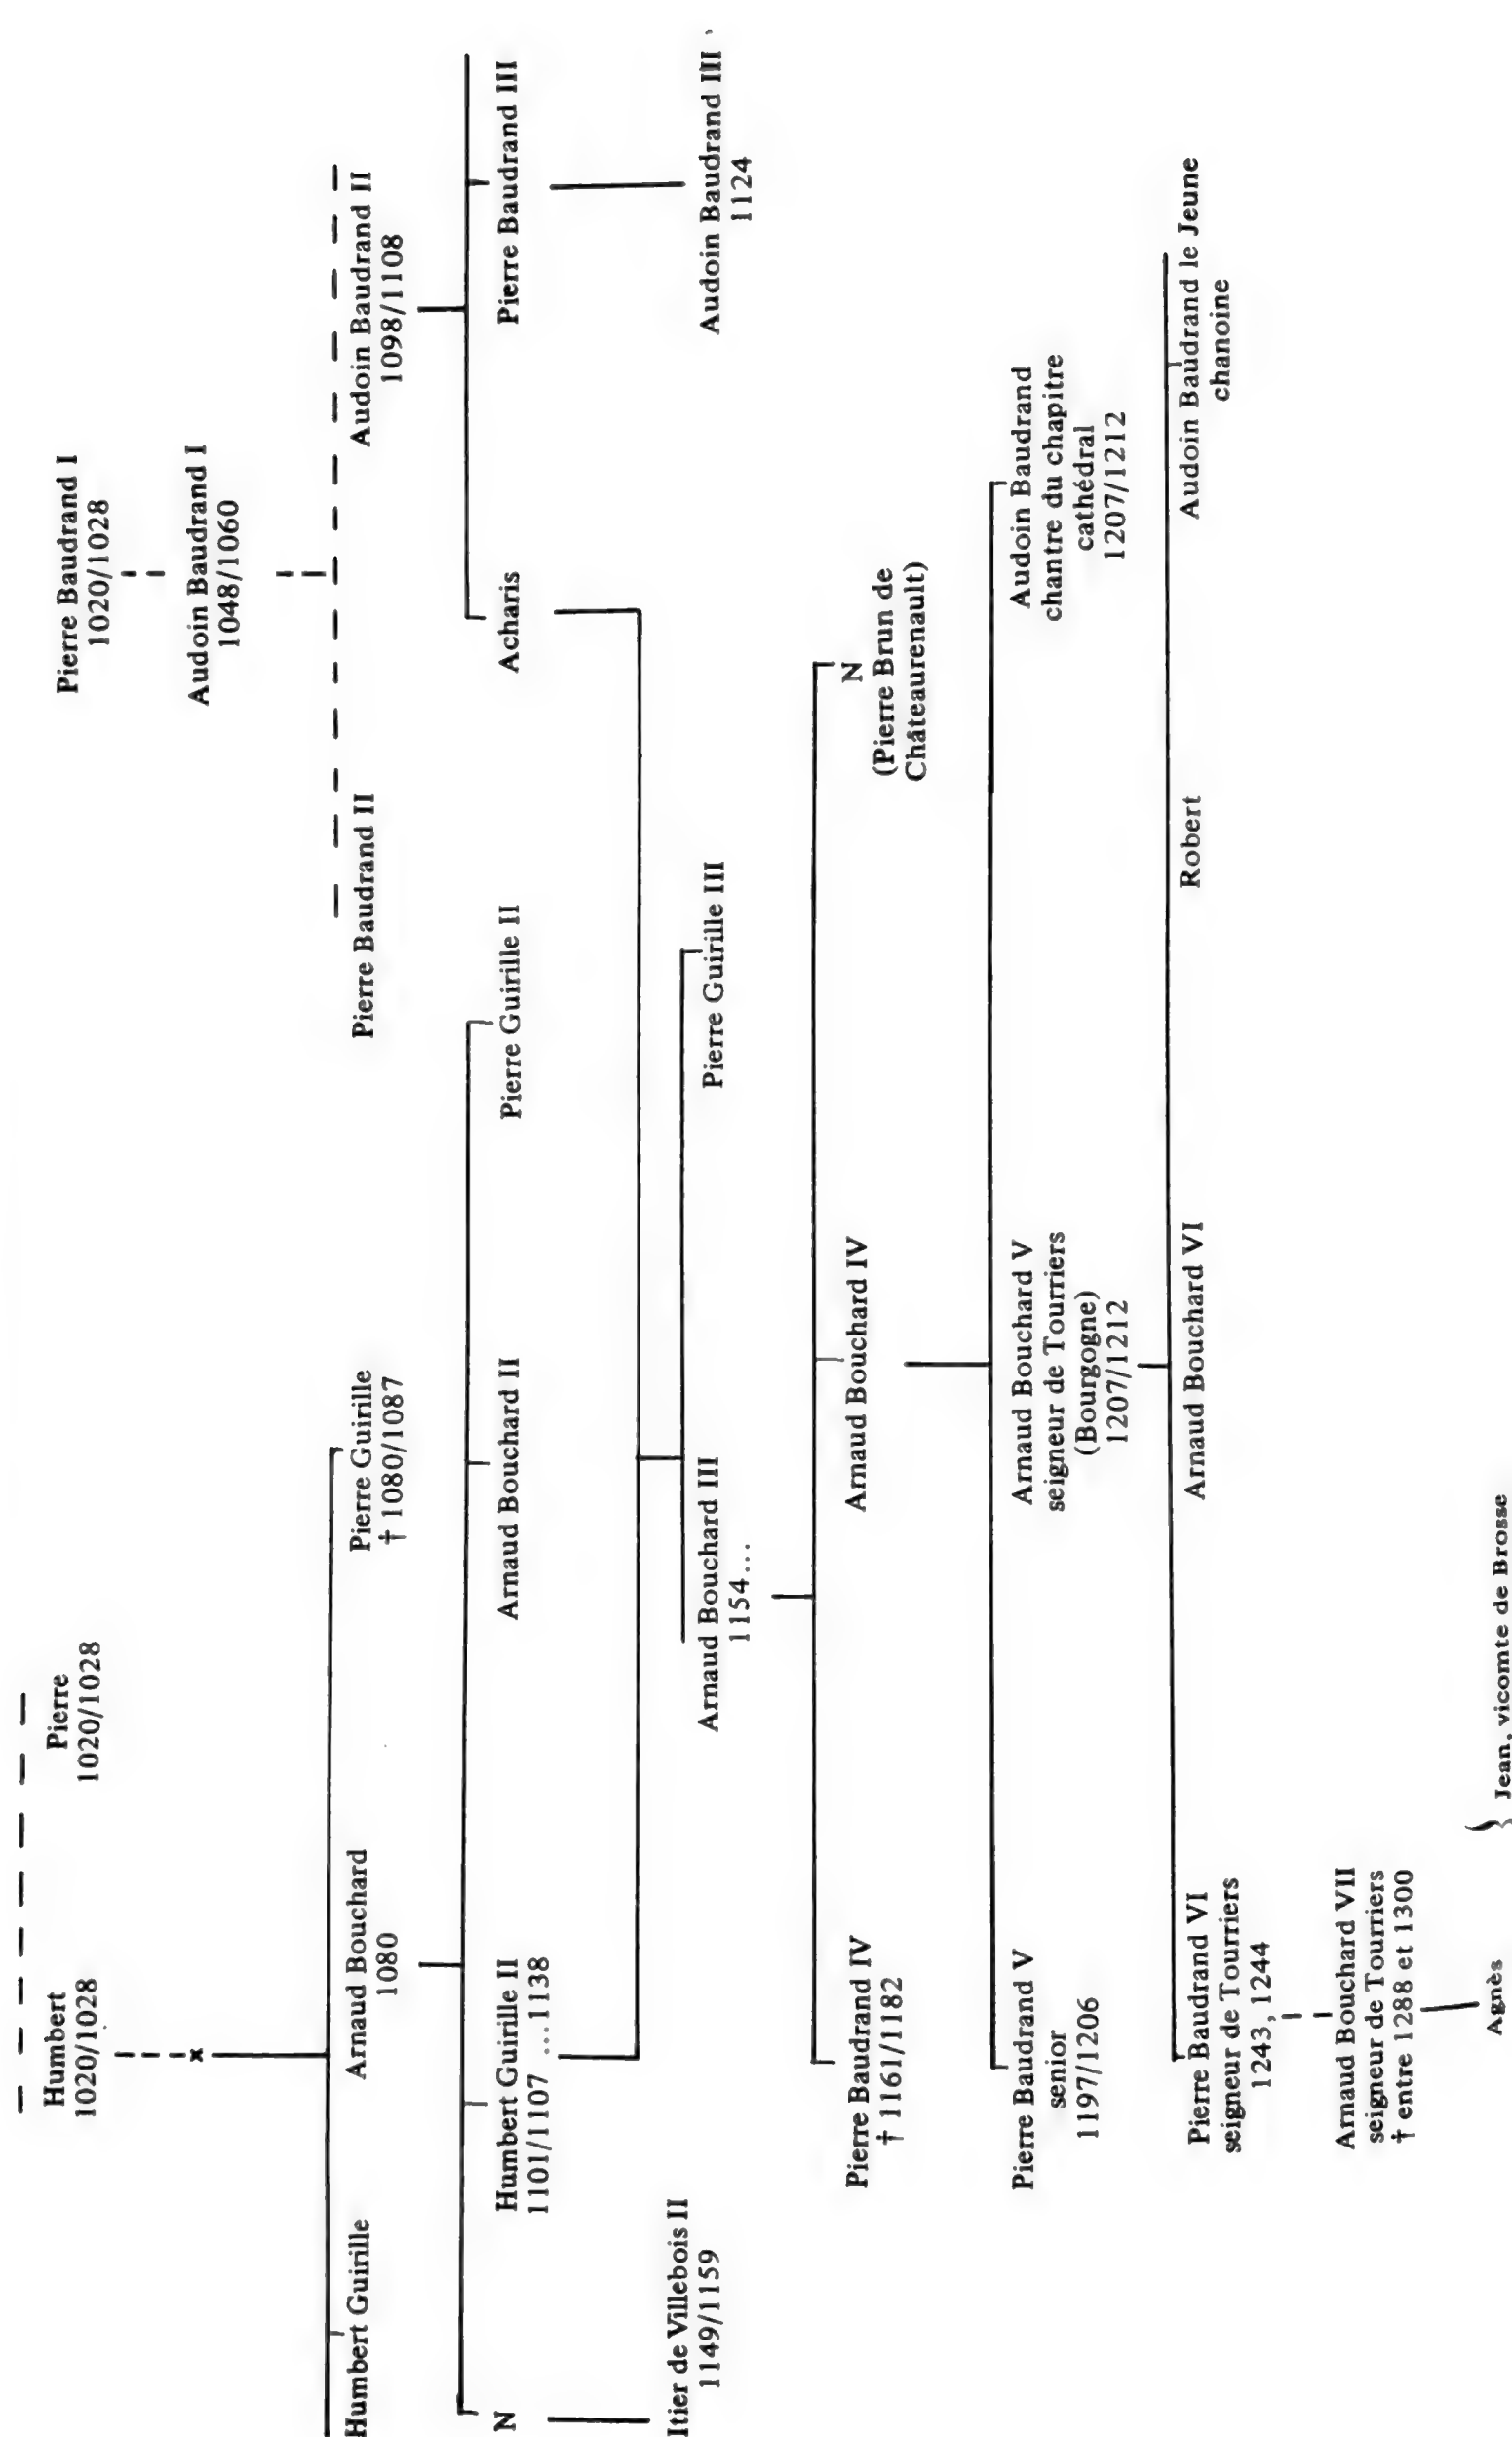 Humbert
1020/1028
Pierre
1020/1028
Pierre Baudrand I
1020/1028
Audoin Baudrand I
1048/1060
Humbert Guirille
Arnaud Bouchard
1080
Pierre Guirille
† 1080/1087
Pierre Baudrand II
Audoin Baudrand II
1098/1108
N
Humbert Guirille II
1101/1107 ...1138
Arnaud Bouchard II
Pierre Guirille II
Acharis
Pierre Baudrand III
Itier de Villebois II
1149/1159
Arnaud Bouchard III
1154...
Pierre Guirille III
Audoin Baudrand III
1124
Pierre Baudrand IV
† 1161/1182
Arnaud Bouchard IV
N
(Pierre Brun de
Châteaurenault)
Pierre Baudrand V
senior
1197/1206
Arnaud Bouchard V
seigneur de Tourriers
(Bourgogne)
1207/1212
Audoin Baudrand
chantre du chapitre
cathédral
1207/1212
Pierre Baudrand VI
seigneur de Tourriers
1243, 1244
Arnaud Bouchard VI
Robert
Audoin Baudrand le Jeune
chanoine
Arnaud Bouchard VII
seigneur de Tourriers
† entre 1288 et 1300
Agnès
} Jean, vicomte de Brosse